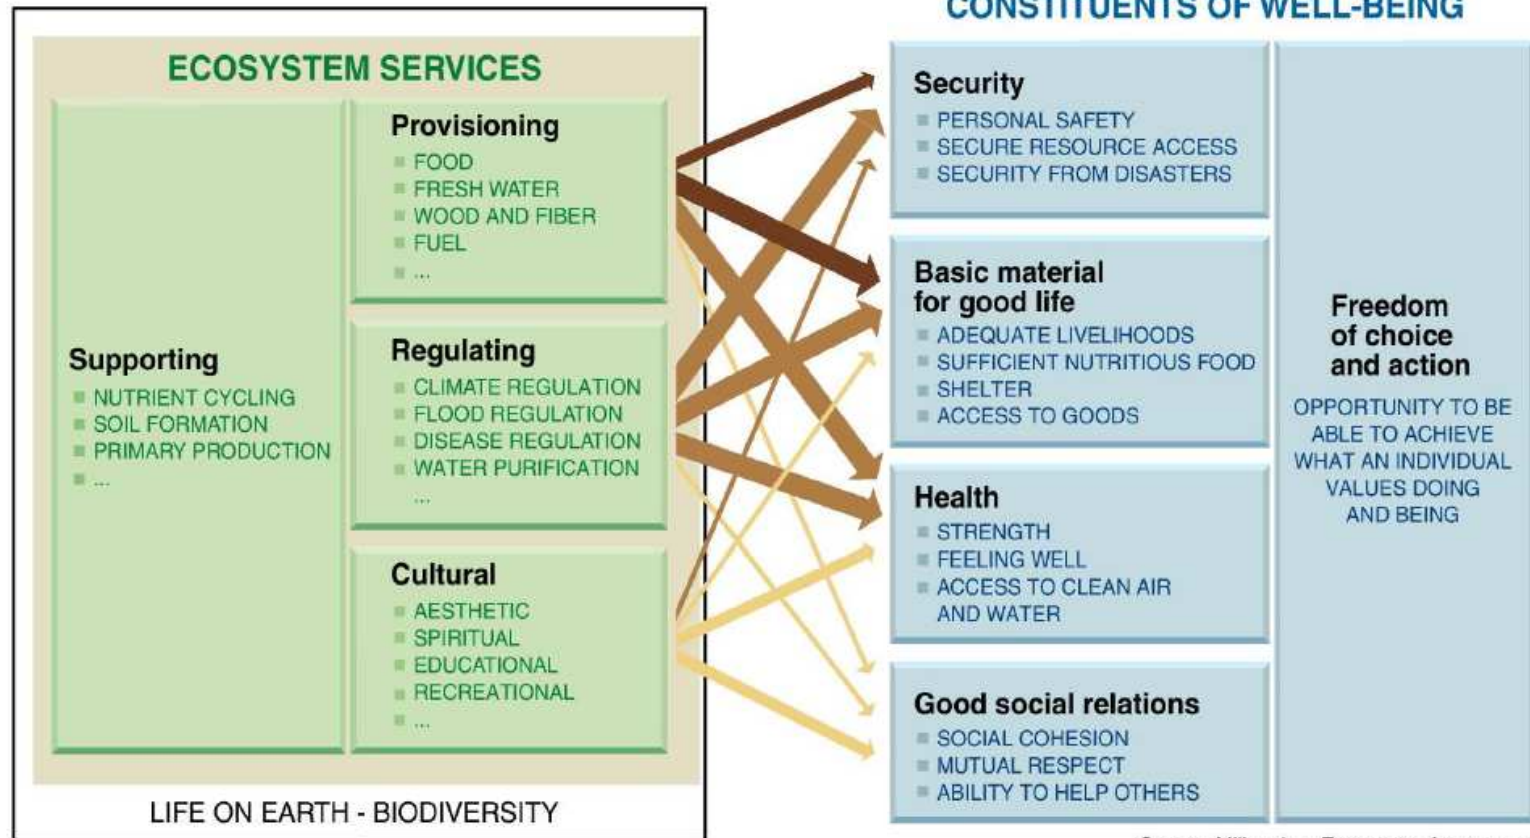 CONSTITUENTS OF WELL-BEING
ECOSYSTEM SERVICES
Supporting
NUTRIENT CYCLING
SOIL FORMATION
PRIMARY PRODUCTION
...
Provisioning
FOOD
FRESH WATER
WOOD AND FIBER
FUEL
...
Regulating
CLIMATE REGULATION
FLOOD REGULATION
DISEASE REGULATION
WATER PURIFICATION
...
Cultural
AESTHETIC
SPIRITUAL
EDUCATIONAL
RECREATIONAL
...
LIFE ON EARTH - BIODIVERSITY
Security
PERSONAL SAFETY
SECURE RESOURCE ACCESS
SECURITY FROM DISASTERS
Basic material
for good life
ADEQUATE LIVELIHOODS
SUFFICIENT NUTRITIOUS FOOD
SHELTER
ACCESS TO GOODS
Health
STRENGTH
FEELING WELL
ACCESS TO CLEAN AIR
AND WATER
Good social relations
SOCIAL COHESION
MUTUAL RESPECT
ABILITY TO HELP OTHERS
Freedom
of choice
and action
OPPORTUNITY TO BE
ABLE TO ACHIEVE
WHAT AN INDIVIDUAL
VALUES DOING
AND BEING